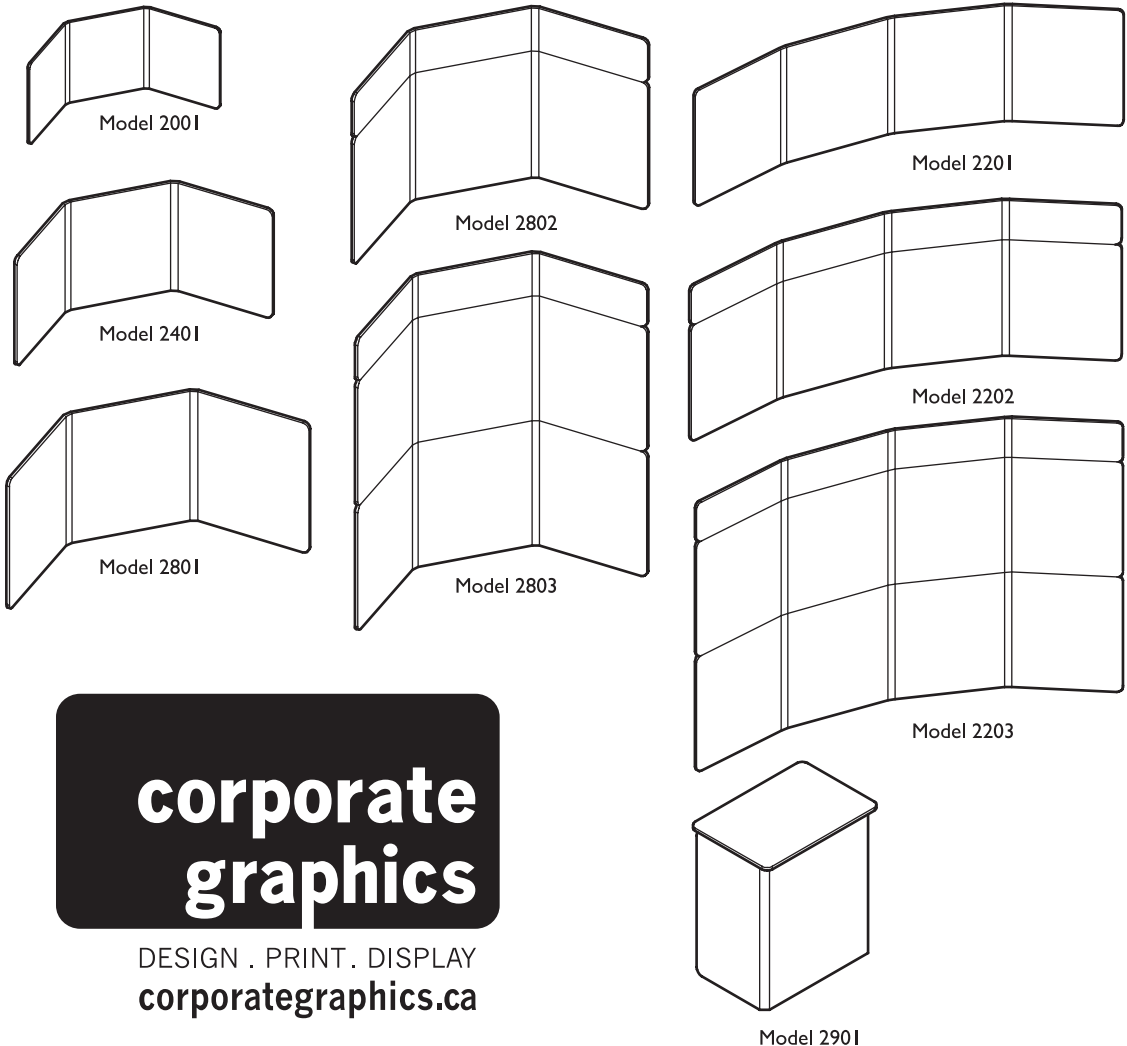 Model 2001
Model 2401
Model 2801
Model 2802
Model 2803
Model 2201
Model 2202
Model 2203
Model 2901
corporate
graphics
DESIGN . PRINT . DISPLAY
corporategraphics.ca